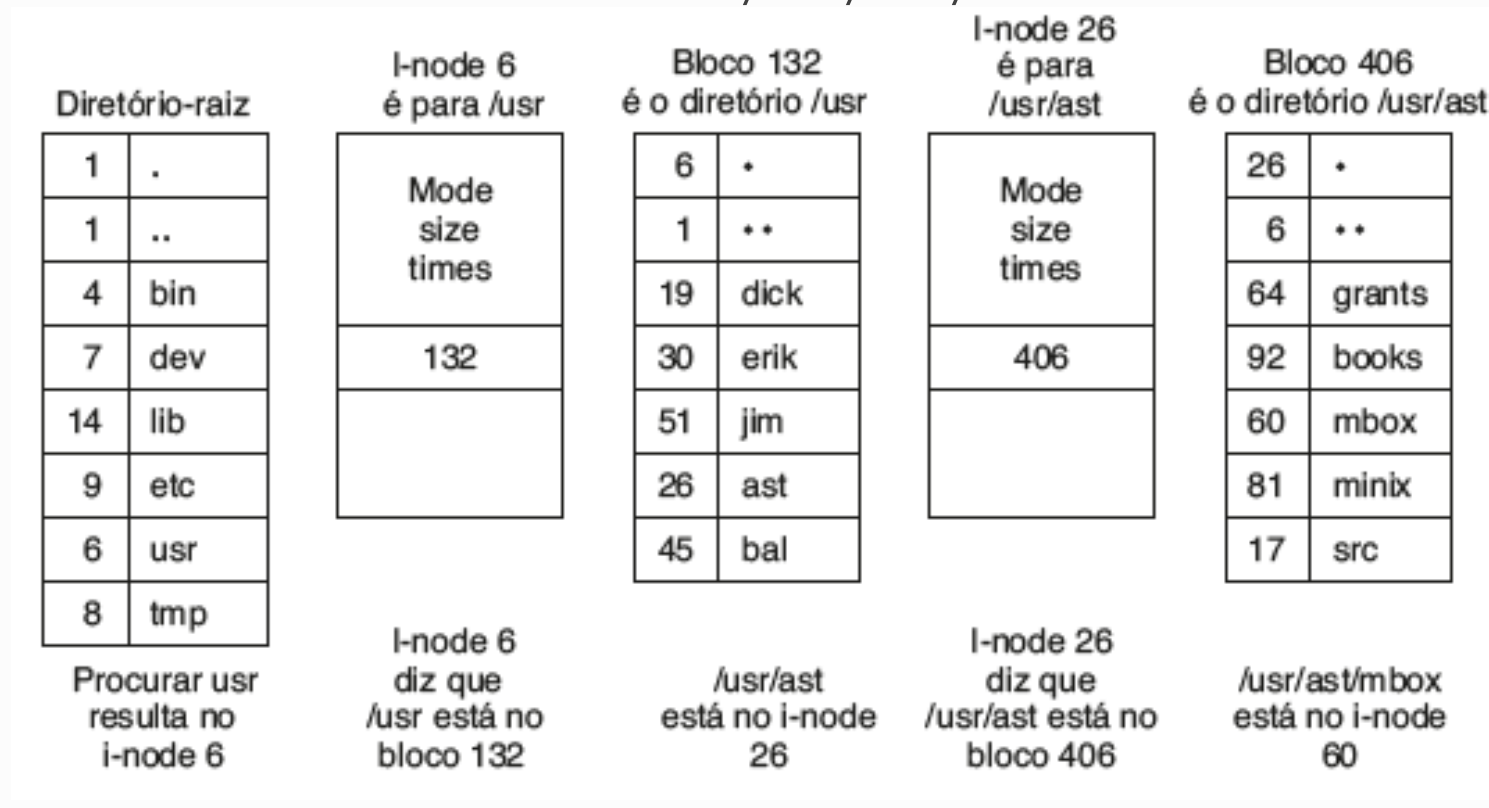 Diretório-raiz
1 .
1 ..
4 bin
7 dev
14 lib
9 etc
6 usr
8 tmp
Procurar usr
resulta no
i-node 6
I-node 6
é para /usr
Mode
size
times
132
I-node 6
diz que
/usr está no
bloco 132
Bloco 132
é o diretório /usr
6 •
1 ••
19 dick
30 erik
51 jim
26 ast
45 bal
/usr/ast
está no i-node
26
I-node 26
é para
/usr/ast
Mode
size
times
406
I-node 26
diz que
/usr/ast está no
bloco 406
Bloco 406
é o diretório /usr/ast
26 •
6 ••
64 grants
92 books
60 mbox
81 minix
17 src
/usr/ast/mbox
está no i-node
60